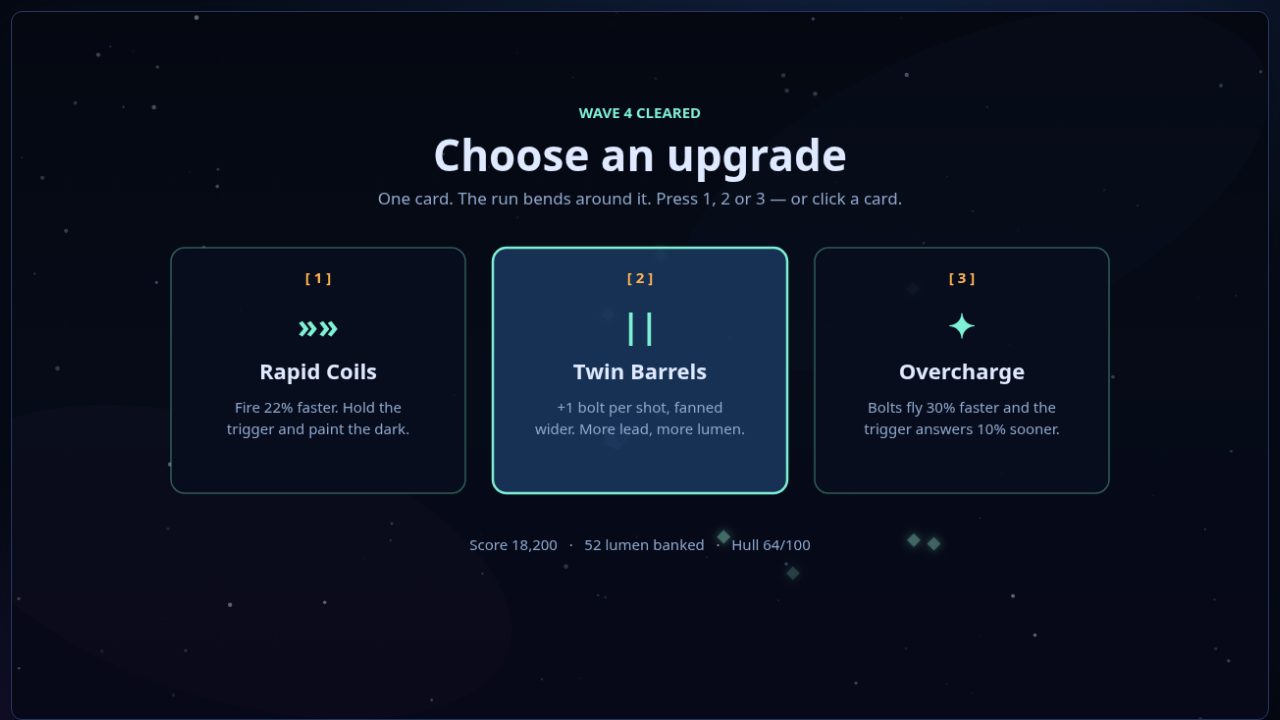 WAVE 4 CLEARED
Choose an upgrade
One card. The run bends around it. Press 1, 2 or 3 — or click a card.
[ 1 ]
»»
Rapid Coils
Fire 22% faster. Hold the
trigger and paint the dark.
[ 2 ]
||
Twin Barrels
+1 bolt per shot, fanned
wider. More lead, more lumen.
[ 3 ]
✦
Overcharge
Bolts fly 30% faster and the
trigger answers 10% sooner.
Score 18,200 · 52 lumen banked · Hull 64/100